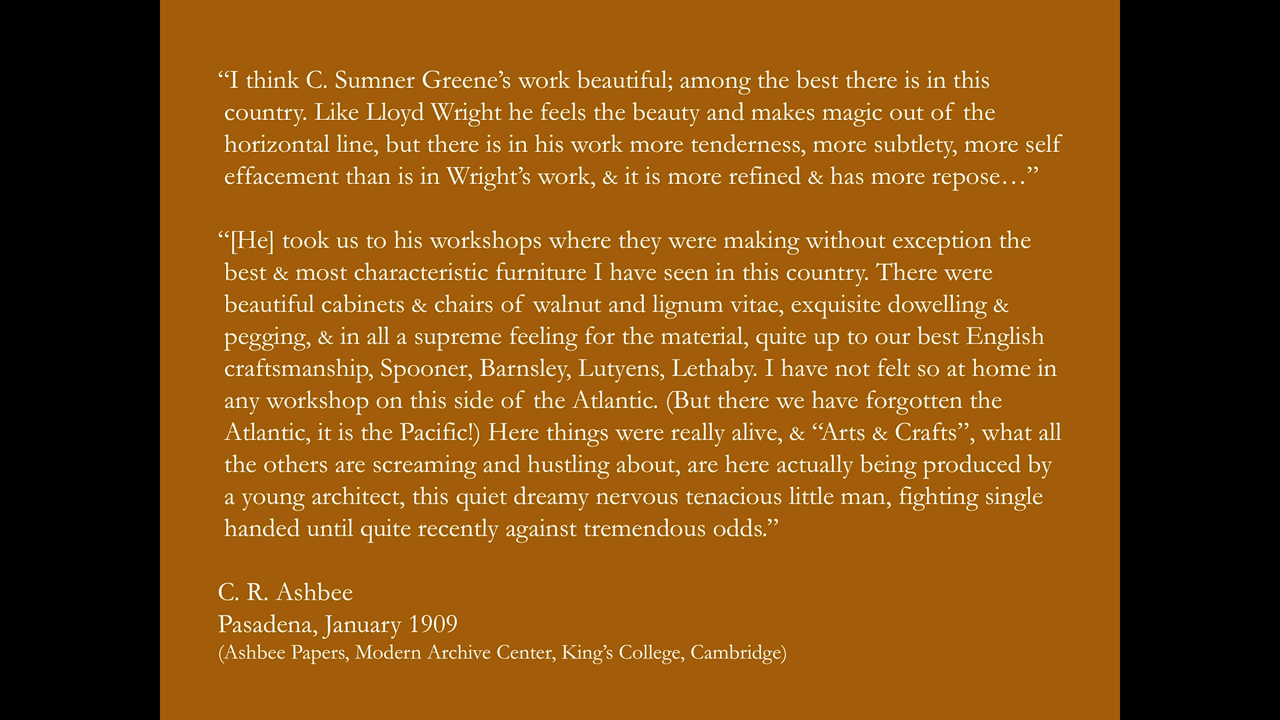 “I think C. Sumner Greene’s work beautiful; among the best there is in this
country. Like Lloyd Wright he feels the beauty and makes magic out of the
horizontal line, but there is in his work more tenderness, more subtlety, more self
effacement than is in Wright’s work, & it is more refined & has more repose…”
“[He] took us to his workshops where they were making without exception the
best & most characteristic furniture I have seen in this country. There were
beautiful cabinets & chairs of walnut and lignum vitae, exquisite dowelling &
pegging, & in all a supreme feeling for the material, quite up to our best English
craftsmanship, Spooner, Barnsley, Lutyens, Lethaby. I have not felt so at home in
any workshop on this side of the Atlantic. (But there we have forgotten the
Atlantic, it is the Pacific!) Here things were really alive, & “Arts & Crafts”, what all
the others are screaming and hustling about, are here actually being produced by
a young architect, this quiet dreamy nervous tenacious little man, fighting single
handed until quite recently against tremendous odds.”
C. R. Ashbee
Pasadena, January 1909
(Ashbee Papers, Modern Archive Center, King’s College, Cambridge)